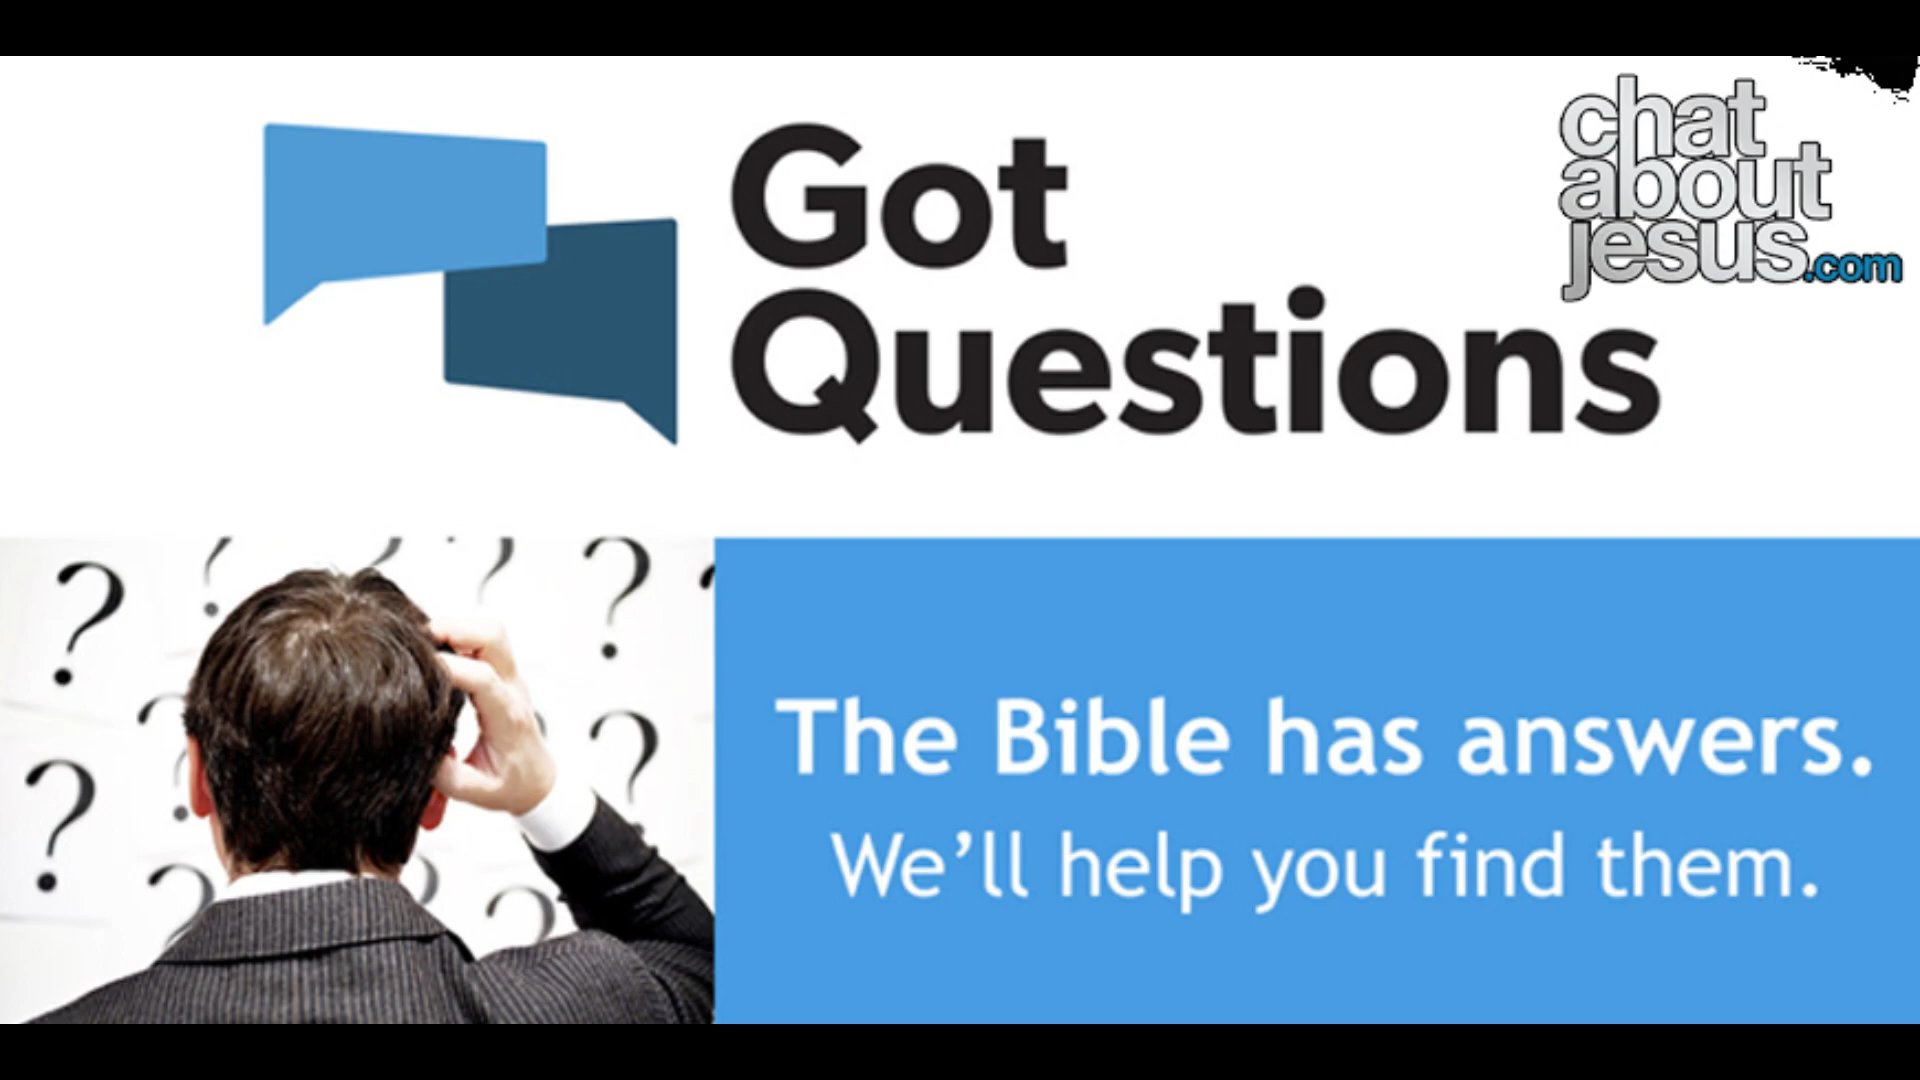 Got
Questions
chat
about
jesus.com
The Bible has answers.
We'll help you find them.